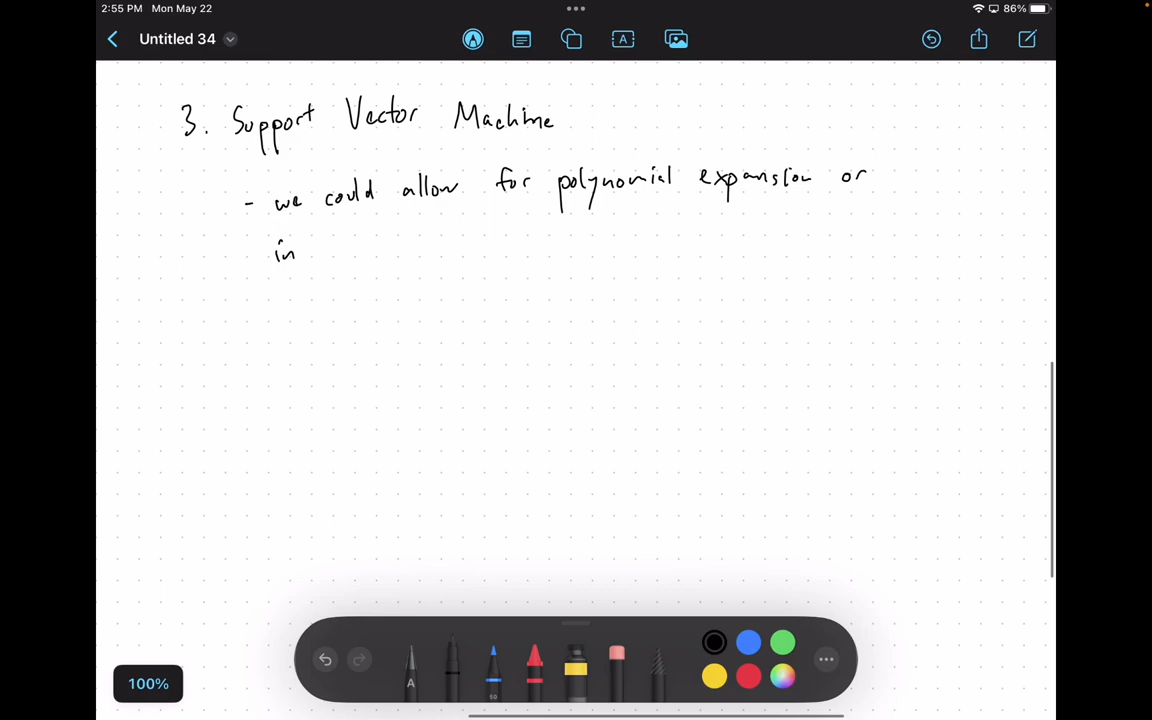 2:55 PM Mon May 22
86%
Untitled 34
A
3. Support Vector Machine
- we could allow for polynomial expansion or
in
A
50
100%